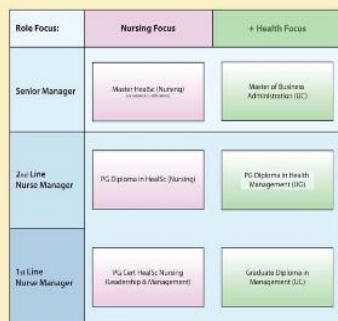 Role Focus:
Nursing Focus
+ Health Focus
Senior Manager
Master HealSc (Nursing)
Master of Business
Administration (UC)
2nd Line
Nurse Manager
PG Diploma in HealSc (Nursing)
PG Diploma in Health
Management (UC)
1st Line
Nurse Manager
PG Cert HealSc Nursing
(Leadership & Management)
Graduate Diploma in
Management (UC)